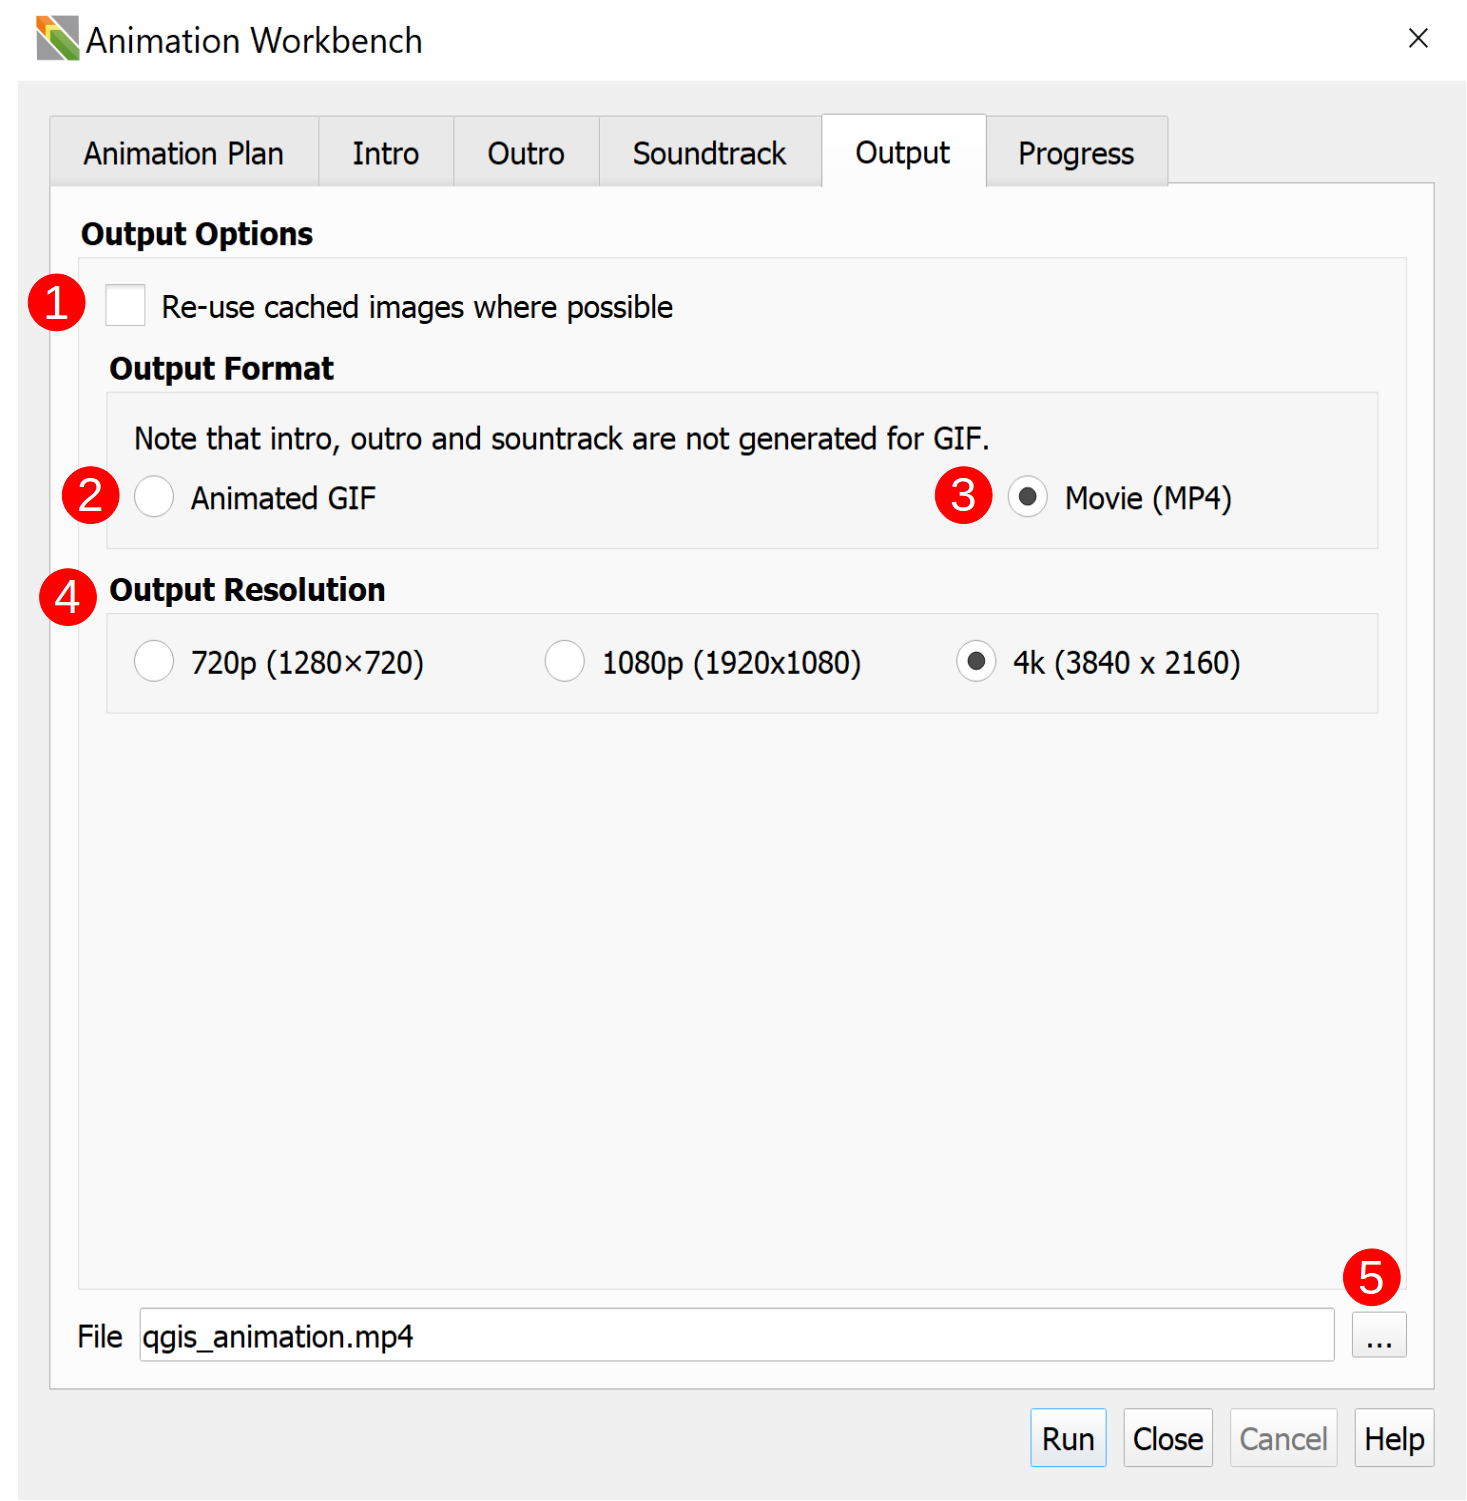 Animation Workbench
Animation Plan Intro Outro Soundtrack Output Progress
Output Options
1 Re-use cached images where possible
Output Format
Note that intro, outro and sountrack are not generated for GIF.
2 Animated GIF 3 Movie (MP4)
4 Output Resolution
720p (1280×720) 1080p (1920x1080) 4k (3840 x 2160)
5
File qgis_animation.mp4 ...
Run Close Cancel Help